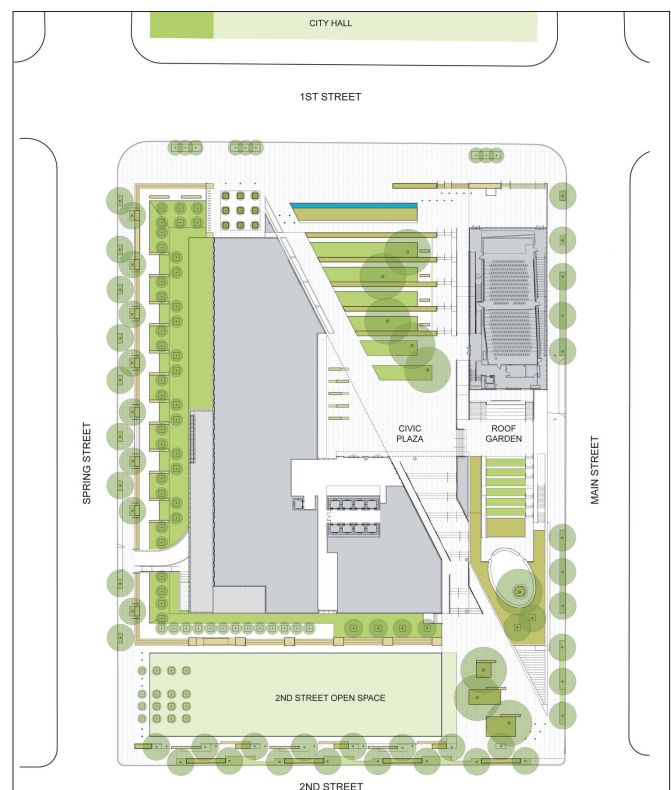 CITY HALL
1ST STREET
SPRING STREET
CIVIC
PLAZA
ROOF
GARDEN
MAIN STREET
2ND STREET OPEN SPACE
2ND STREET